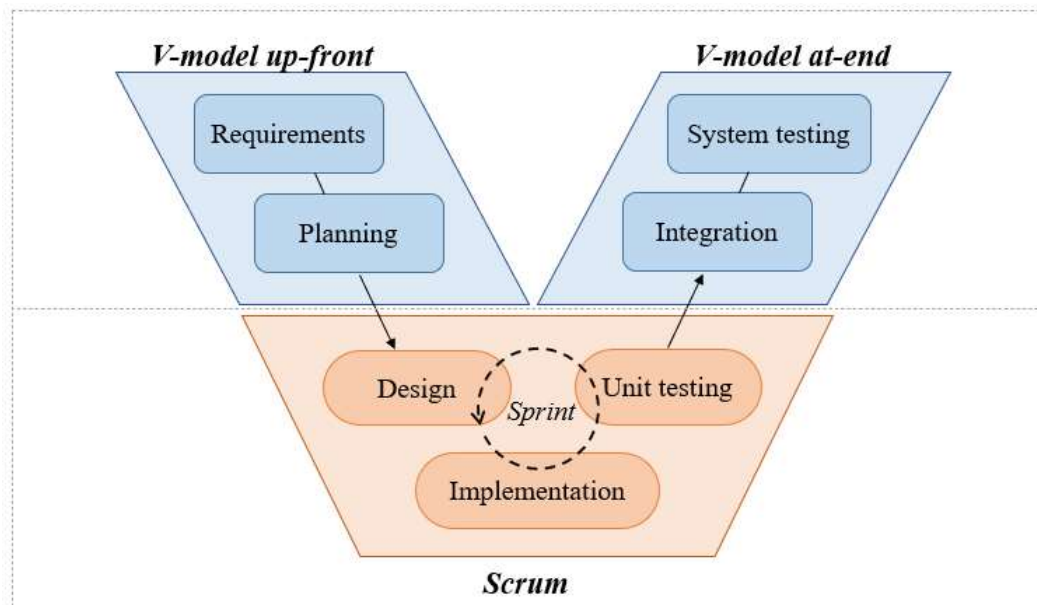 V-model up-front
V-model at-end
Requirements
System testing
Planning
Integration
Design
Sprint
Unit testing
Implementation
Scrum